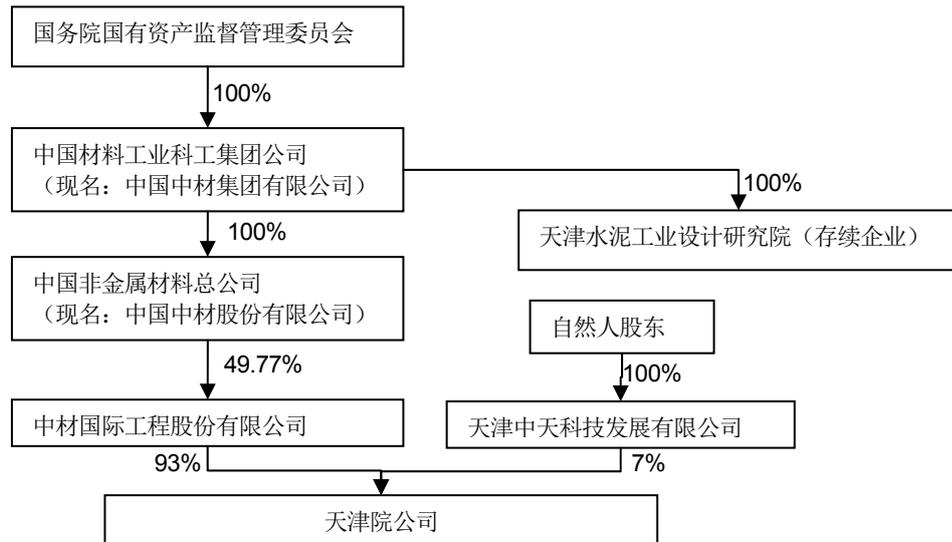 国务院国有资产监督管理委员会
100%
中国材料工业科工集团公司
（现名：中国中材集团有限公司）
100%
天津水泥工业设计研究院（存续企业）
100%
中国非金属材料总公司
（现名：中国中材股份有限公司）
自然人股东
49.77%
100%
中材国际工程股份有限公司
天津中天科技发展有限公司
93%
7%
天津院公司